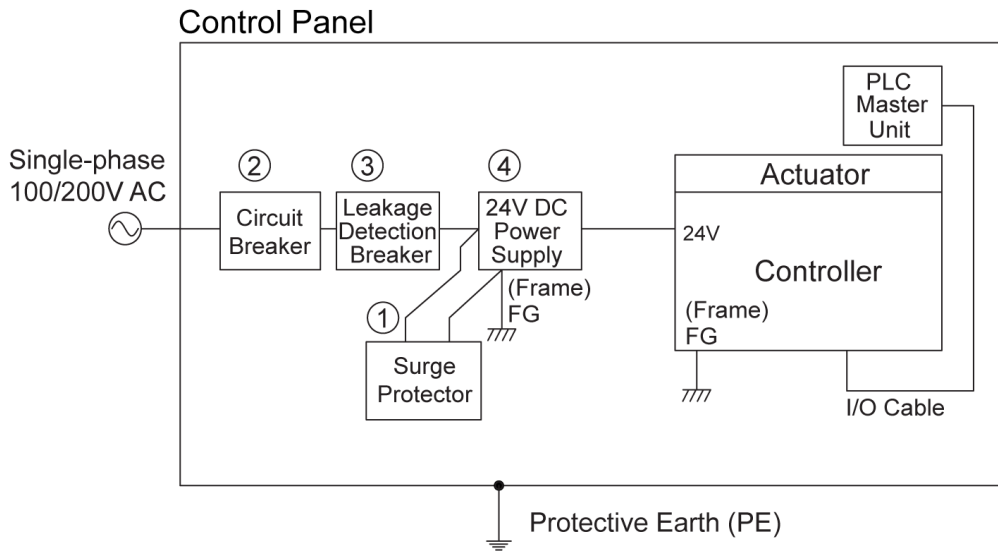 Control Panel
PLC
Master
Unit
Single-phase
100/200V AC
②
③
④
Circuit
Breaker
Leakage
Detection
Breaker
24V DC
Power
Supply
Actuator
24V
Controller
(Frame)
FG
(Frame)
FG
①
Surge
Protector
I/O Cable
Protective Earth (PE)